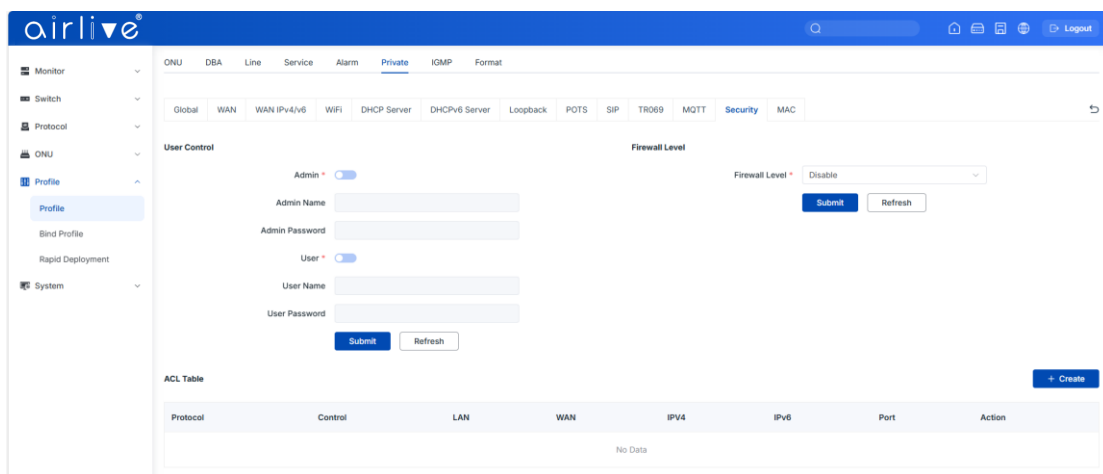 airlive®
Logout
Monitor
Switch
Protocol
ONU
Profile
Profile
Bind Profile
Rapid Deployment
System
ONU DBA Line Service Alarm Private IGMP Format
Global WAN WAN IPv4/v6 WiFi DHCP Server DHCPv6 Server Loopback POTS SIP TR069 MQTT Security MAC
User Control
Admin *
Admin Name
Admin Password
User *
User Name
User Password
Submit Refresh
Firewall Level
Firewall Level * Disable
Submit Refresh
ACL Table
+ Create
Protocol Control LAN WAN IPV4 IPv6 Port Action
No Data